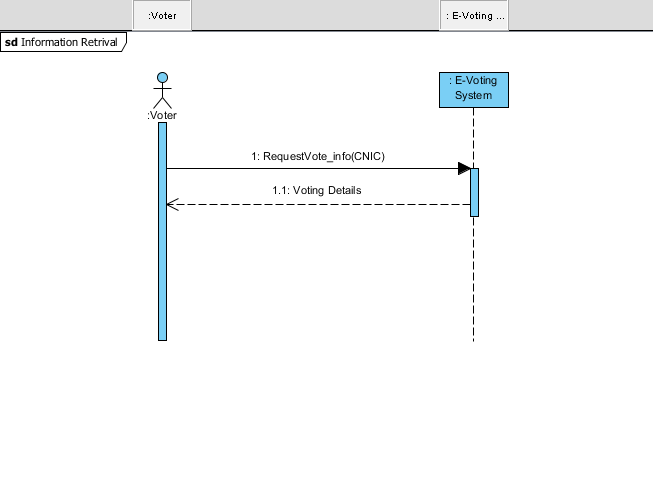 :Voter
: E-Voting ...
sd Information Retrival
:Voter
: E-Voting
System
1: RequestVote_info(CNIC)
1.1: Voting Details